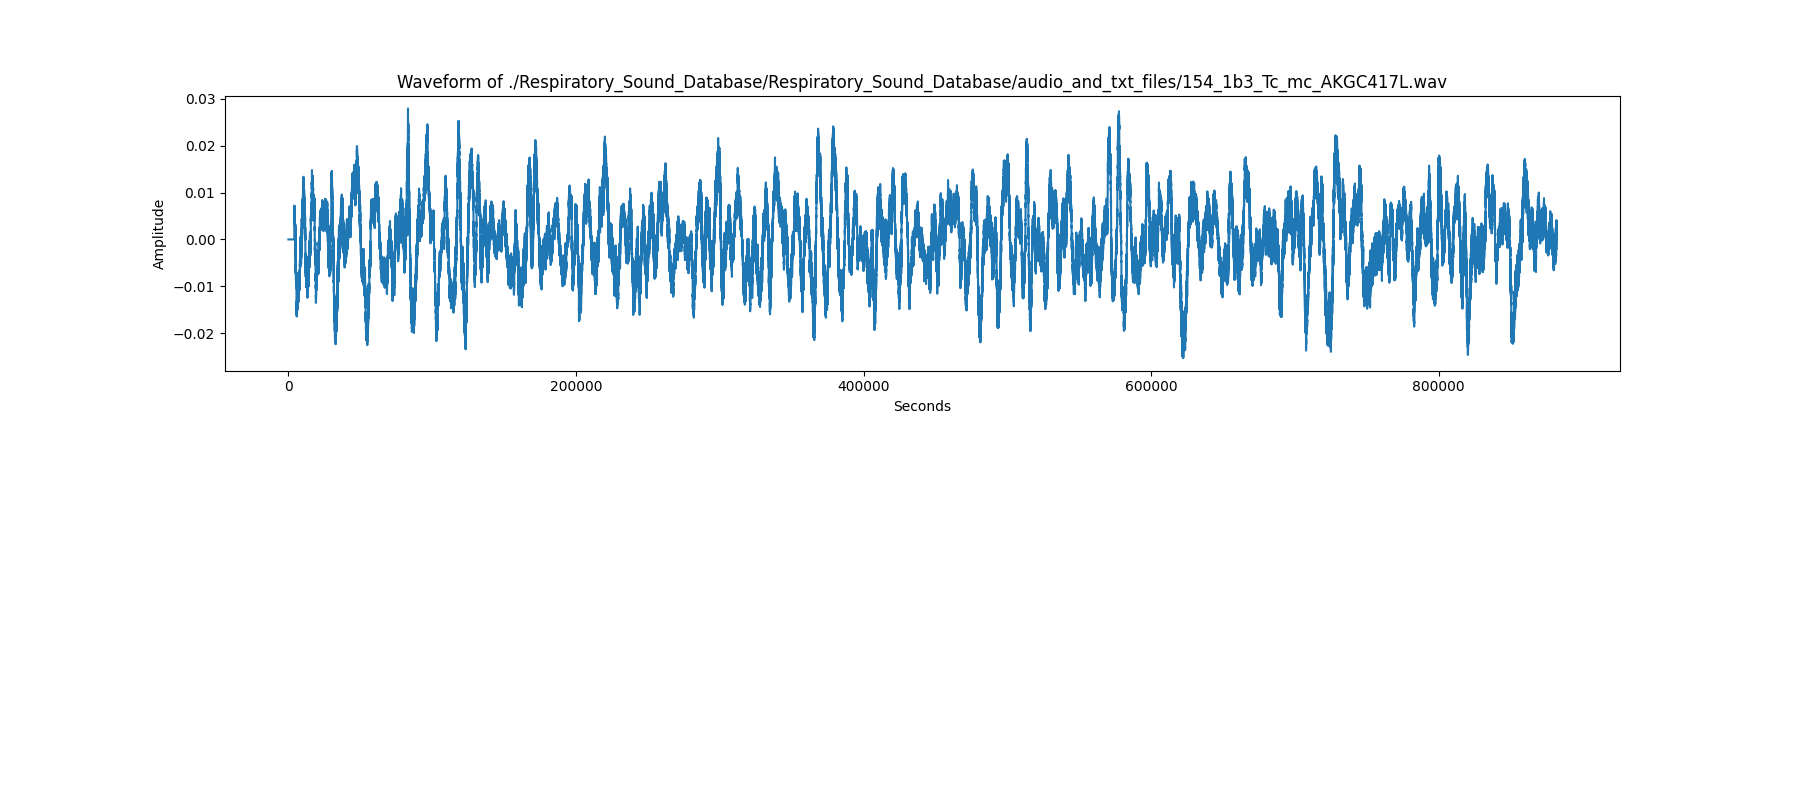 Waveform of ./Respiratory_Sound_Database/Respiratory_Sound_Database/audio_and_txt_files/154_1b3_Tc_mc_AKGC417L.wav
0.03
0.02
0.01
0.00
−0.01
−0.02
Amplitude
0 200000 400000 600000 800000
Seconds